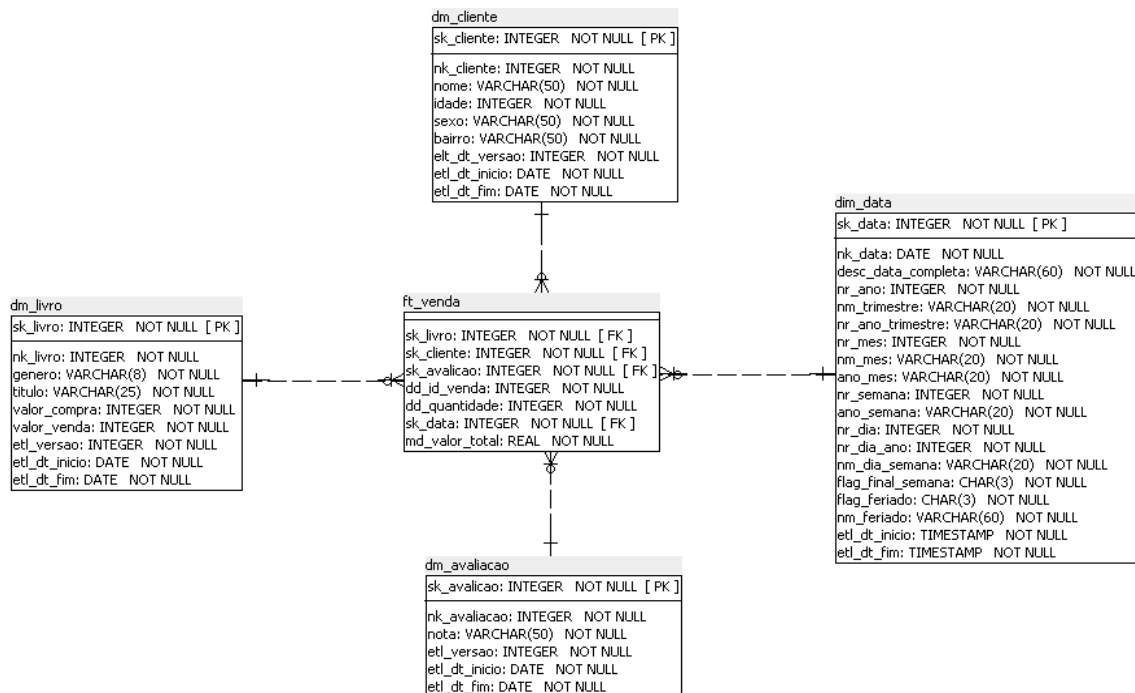 dm_cliente
sk_cliente: INTEGER NOT NULL [ PK ]
nk_cliente: INTEGER NOT NULL
nome: VARCHAR(50) NOT NULL
idade: INTEGER NOT NULL
sexo: VARCHAR(50) NOT NULL
bairro: VARCHAR(50) NOT NULL
elt_dt_versao: INTEGER NOT NULL
etl_dt_inicio: DATE NOT NULL
etl_dt_fim: DATE NOT NULL
dm_livro
sk_livro: INTEGER NOT NULL [ PK ]
nk_livro: INTEGER NOT NULL
genero: VARCHAR(8) NOT NULL
titulo: VARCHAR(25) NOT NULL
valor_compra: INTEGER NOT NULL
valor_venda: INTEGER NOT NULL
etl_versao: INTEGER NOT NULL
etl_dt_inicio: DATE NOT NULL
etl_dt_fim: DATE NOT NULL
ft_venda
sk_livro: INTEGER NOT NULL [ FK ]
sk_cliente: INTEGER NOT NULL [ FK ]
sk_avalicao: INTEGER NOT NULL [ FK ]
dd_id_venda: INTEGER NOT NULL
dd_quantidade: INTEGER NOT NULL
sk_data: INTEGER NOT NULL [ FK ]
md_valor_total: REAL NOT NULL
dim_data
sk_data: INTEGER NOT NULL [ PK ]
nk_data: DATE NOT NULL
desc_data_completa: VARCHAR(60) NOT NULL
nr_ano: INTEGER NOT NULL
nm_trimestre: VARCHAR(20) NOT NULL
nr_ano_trimestre: VARCHAR(20) NOT NULL
nr_mes: INTEGER NOT NULL
nm_mes: VARCHAR(20) NOT NULL
ano_mes: VARCHAR(20) NOT NULL
nr_semana: INTEGER NOT NULL
ano_semana: VARCHAR(20) NOT NULL
nr_dia: INTEGER NOT NULL
nr_dia_ano: INTEGER NOT NULL
nm_dia_semana: VARCHAR(20) NOT NULL
flag_final_semana: CHAR(3) NOT NULL
flag_feriado: CHAR(3) NOT NULL
nm_feriado: VARCHAR(60) NOT NULL
etl_dt_inicio: TIMESTAMP NOT NULL
etl_dt_fim: TIMESTAMP NOT NULL
dm_avaliacao
sk_avalicao: INTEGER NOT NULL [ PK ]
nk_avaliacao: INTEGER NOT NULL
nota: VARCHAR(50) NOT NULL
etl_versao: INTEGER NOT NULL
etl_dt_inicio: DATE NOT NULL
etl_dt_fim: DATE NOT NULL